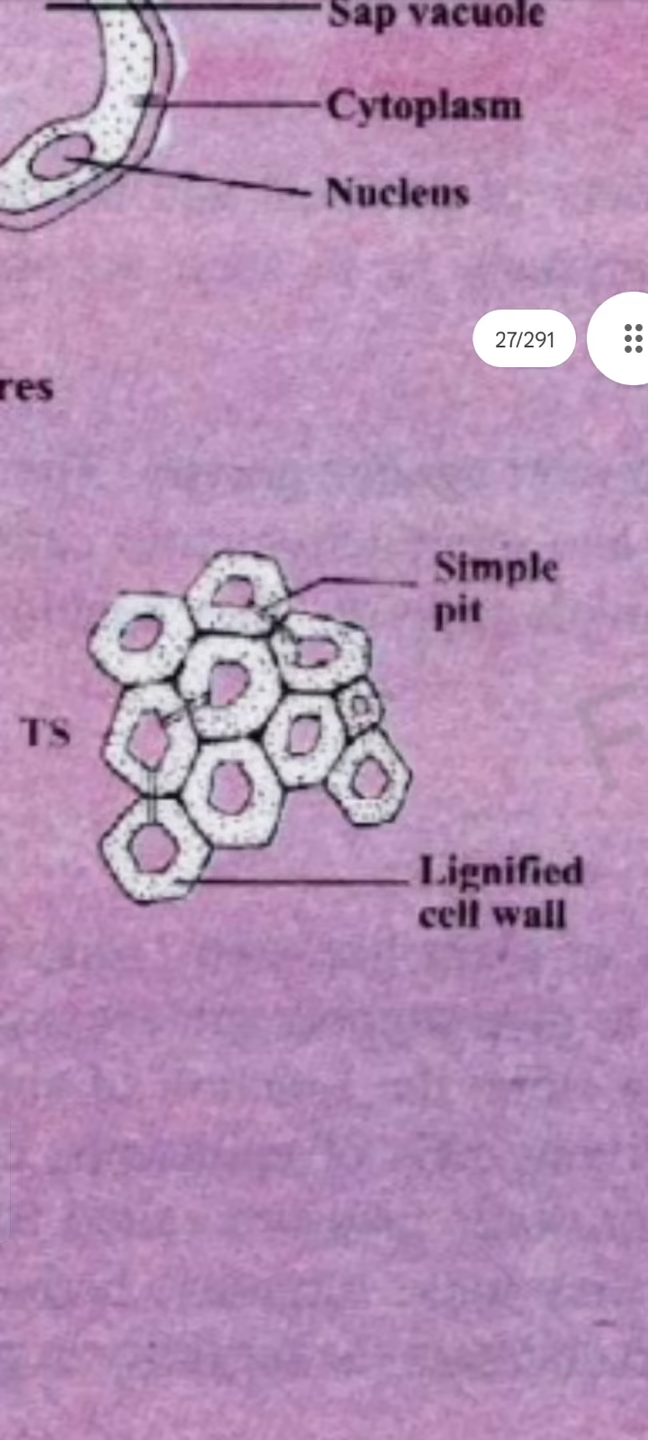 Sap vacuole
Cytoplasm
Nucleus
27/291
res
Simple
pit
TS
Lignified
cell wall
F